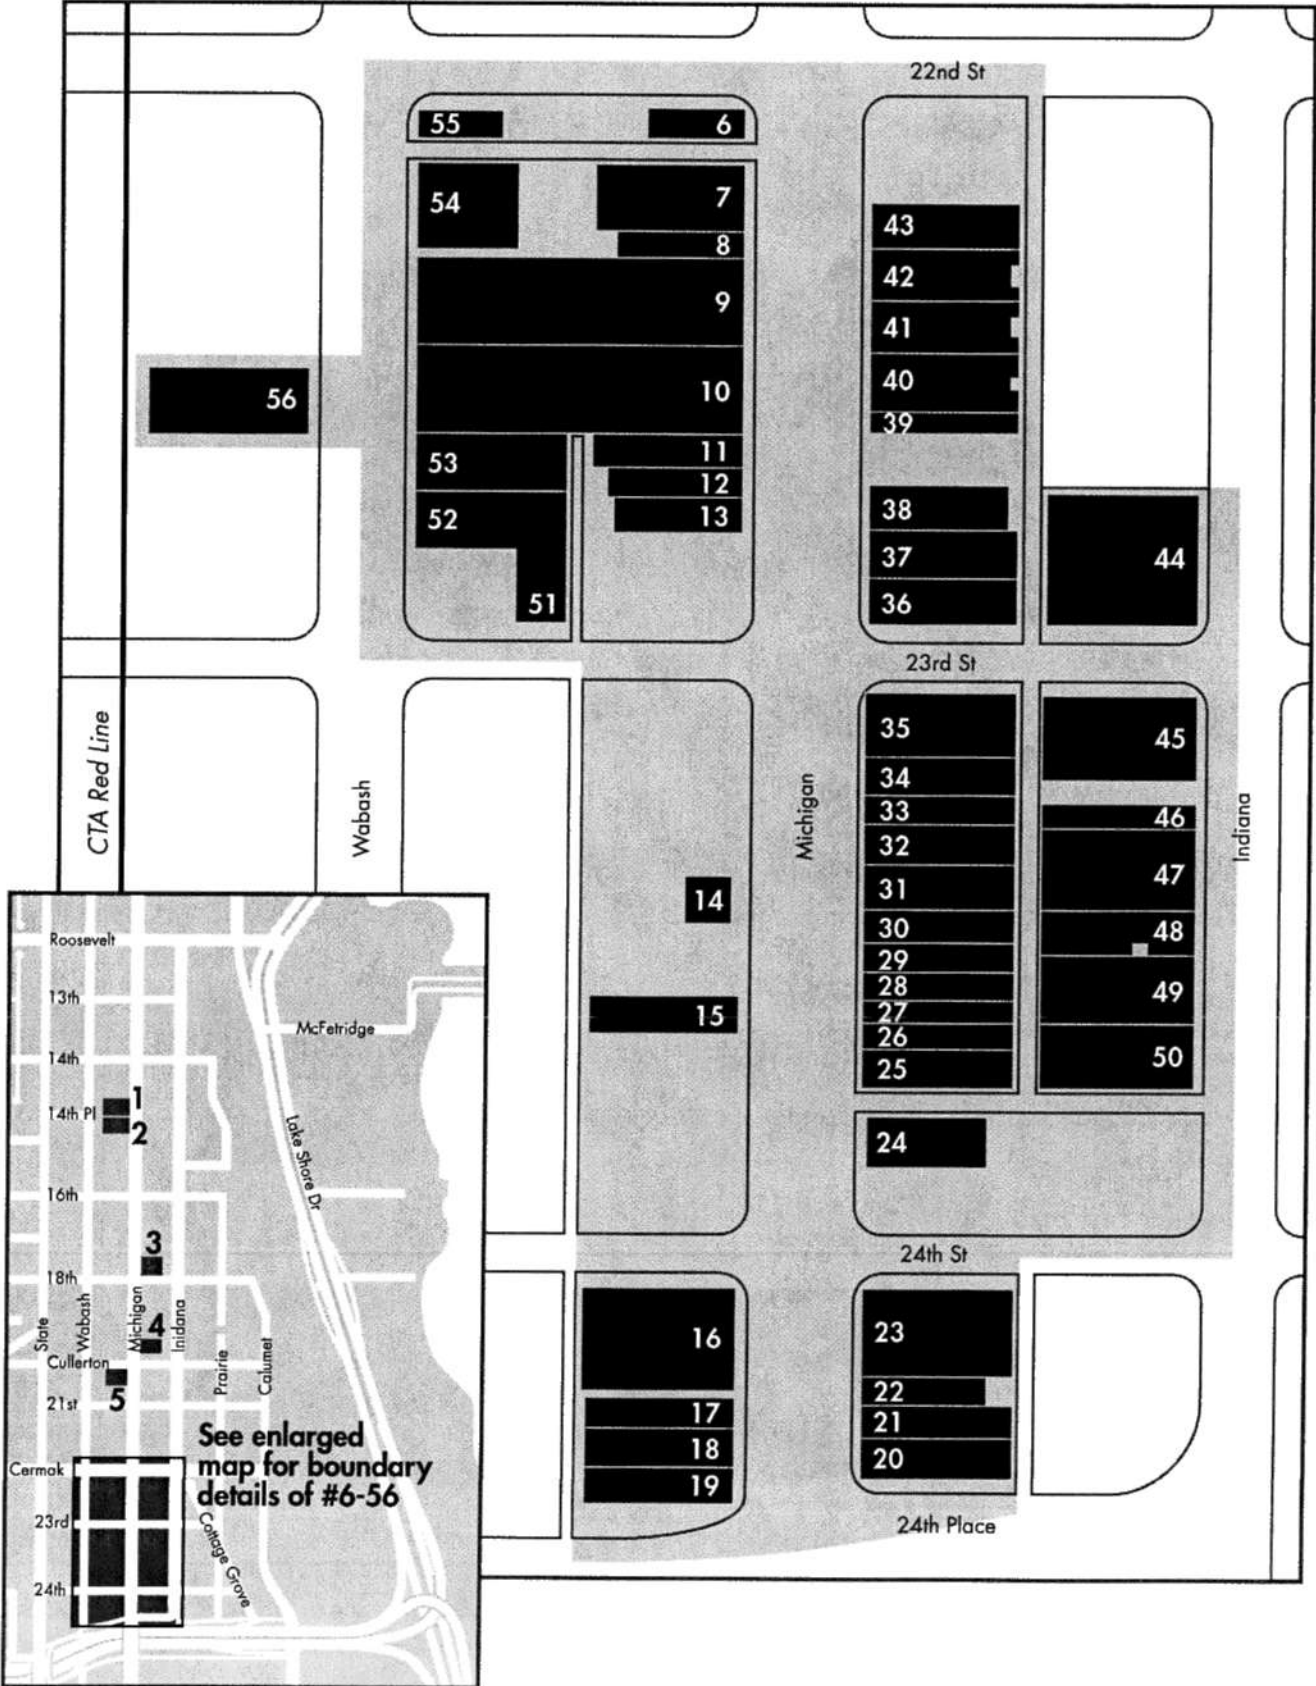 22nd St
55
6
54
7
8
9
10
56
53
11
12
52
13
51
43
42
41
40
39
38
37
36
44
23rd St
CTA Red Line
Wabash
Michigan
Indiana
14
15
35
34
33
32
31
30
29
28
27
26
25
45
46
47
48
49
50
24
24th St
16
17
18
19
23
22
21
20
24th Place
Roosevelt
13th
McFetridge
14th
14th Pl
1
2
Lake Shore Dr
16th
3
18th
State
Wabash
Michigan
Inidana
4
Prairie
Calumet
Cullerton
5
21st
See enlarged
map for boundary
details of #6-56
Cermak
23rd
Cottage Grove
24th